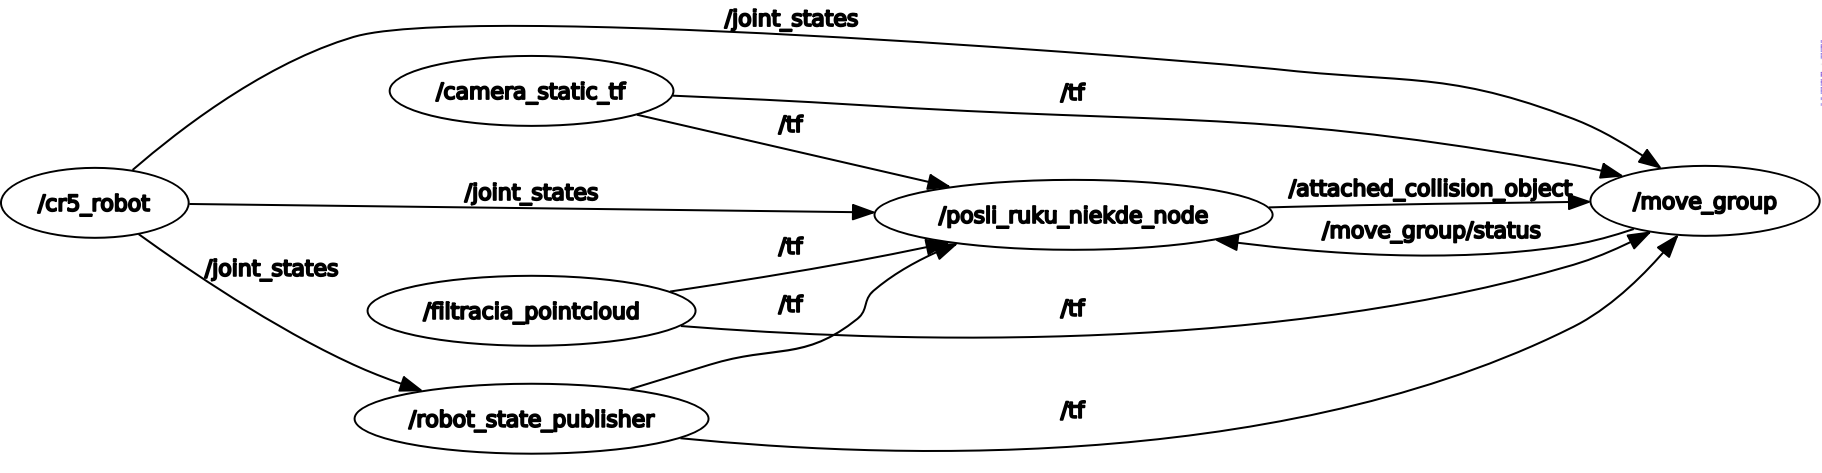 /joint_states
/camera_static_tf
/tf
/tf
/cr5_robot
/joint_states
/posli_ruku_niekde_node
/attached_collision_object
/move_group
/move_group/status
/tf
/joint_states
/filtracia_pointcloud
/tf
/tf
/robot_state_publisher
/tf